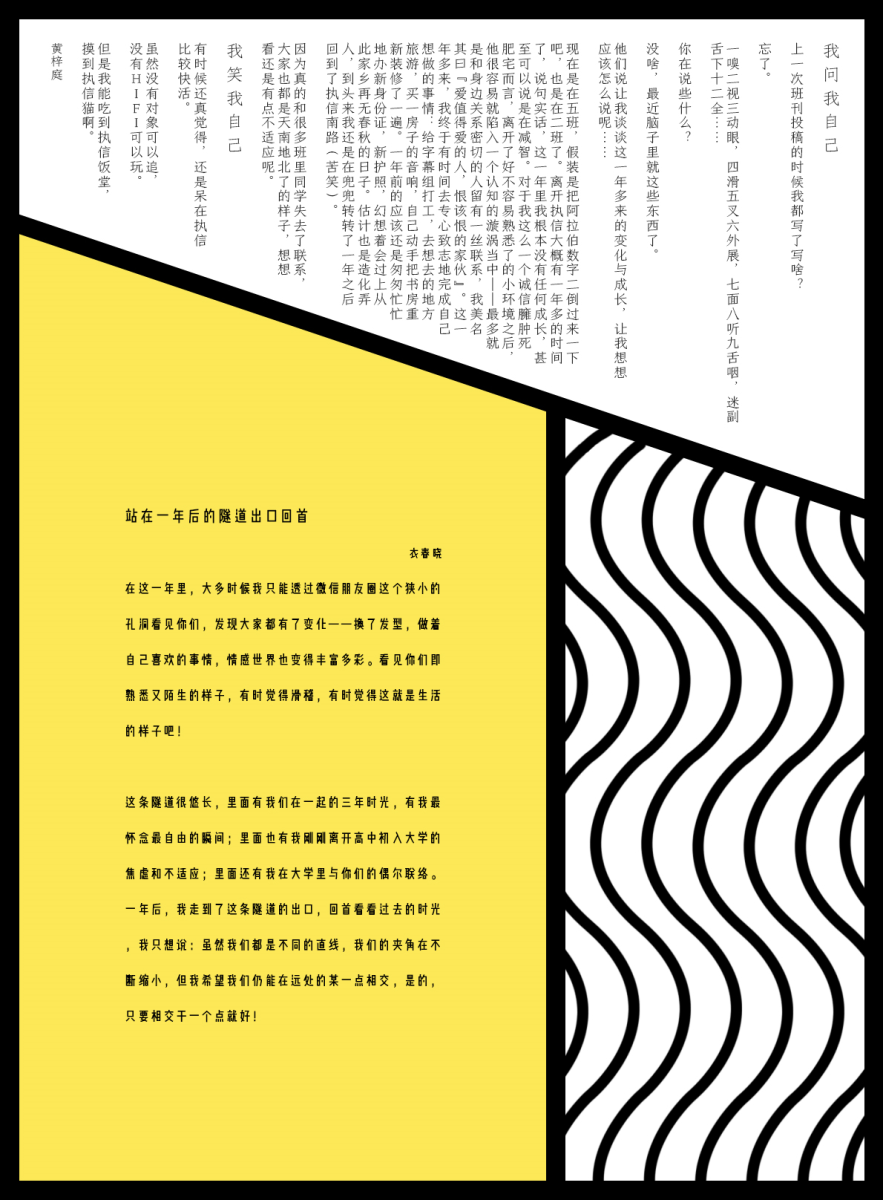 我问我自己
上一次班刊投稿的时候我都写了写啥？
忘了。
一嗅二视三动眼，四滑五叉六外展，七面八听九舌咽，迷副
舌下十二全……
你在说些什么？
没啥，最近脑子里就这些东西了。
他们说让我谈谈这一年多来的变化与成长，让我想想
应该怎么说呢……
现在是在五班，假装是把阿拉伯数字二倒过来一下
吧，也是在二班了。离开执信大概有一年多的时间
了，说句实话，这一年里我根本没有任何成长，甚
至可以说是在减智。对于我这么一个诚信臃肿死
肥宅而言，离开了好不容易熟悉了的小环境之后，
他很容易就陷入一个认知的漩涡当中——最多就
是和身边关系密切的人留有一丝联系，我美名
其曰『爱值得爱的人，恨该恨的家伙』。这一
年多来，我终于有时间去专心致志地完成自己
想做的事情：给字幕组打工，去想去的地方
旅游，买一房子的音响，自己动手把书房重
新装修了一遍。一年前的应该还是匆匆忙忙
地办新身份证，新护照，幻想着会过上从
此家乡再无春秋的日子。估计也是造化弄
人，到头来我还是在兜兜转转了一年之后
回到了执信南路（苦笑）。
因为真的和很多班里同学失去了联系，
大家也都是天南地北了的样子，想想
看还是有点不适应呢。
我笑我自己
有时候还真觉得，还是呆在执信
比较快活。
虽然没有对象可以追，
没有HIFI可以玩。
但是我能吃到执信饭堂，
摸到执信猫啊。
黄梓庭
站在一年后的隧道出口回首
衣春晓
在这一年里，大多时候我只能透过微信朋友圈这个狭小的
孔洞看见你们，发现大家都有了变化——换了发型，做着
自己喜欢的事情，情感世界也变得丰富多彩。看见你们即
熟悉又陌生的样子，有时觉得滑稽，有时觉得这就是生活
的样子吧！
这条隧道很悠长，里面有我们在一起的三年时光，有我最
怀念最自由的瞬间；里面也有我刚刚离开高中初入大学的
焦虑和不适应；里面还有我在大学里与你们的偶尔联络。
一年后，我走到了这条隧道的出口，回首看看过去的时光
，我只想说：虽然我们都是不同的直线，我们的夹角在不
断缩小，但我希望我们仍能在远处的某一点相交，是的，
只要相交于一个点就好！